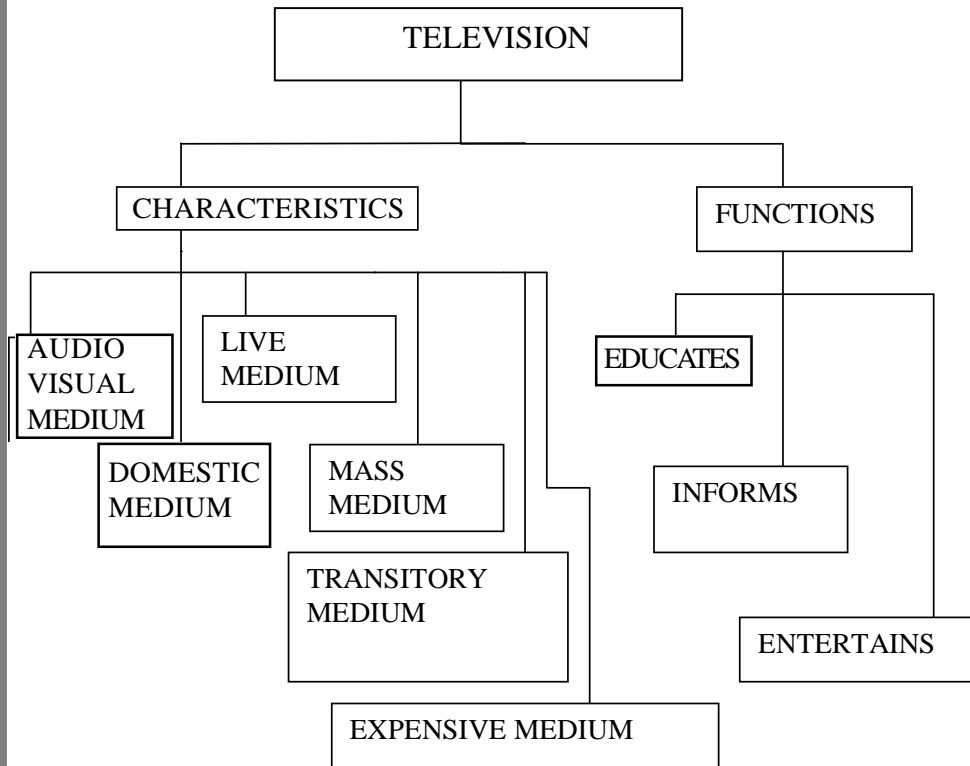 TELEVISION
CHARACTERISTICS
FUNCTIONS
AUDIO
VISUAL
MEDIUM
LIVE
MEDIUM
DOMESTIC
MEDIUM
MASS
MEDIUM
TRANSITORY
MEDIUM
EXPENSIVE MEDIUM
EDUCATES
INFORMS
ENTERTAINS